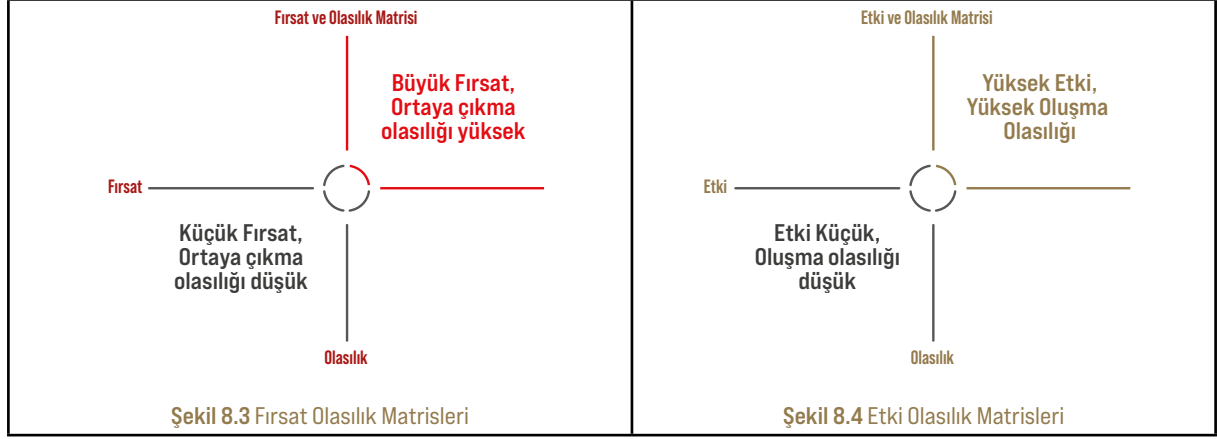 Fırsat ve Olasılık Matrisi
Büyük Fırsat,
Ortaya çıkma
olasılığı yüksek
Fırsat
Küçük Fırsat,
Ortaya çıkma
olasılığı düşük
Olasılık
Şekil 8.3 Fırsat Olasılık Matrisleri
Etki ve Olasılık Matrisi
Yüksek Etki,
Yüksek Oluşma
Olasılığı
Etki
Etki Küçük,
Oluşma olasılığı
düşük
Olasılık
Şekil 8.4 Etki Olasılık Matrisleri